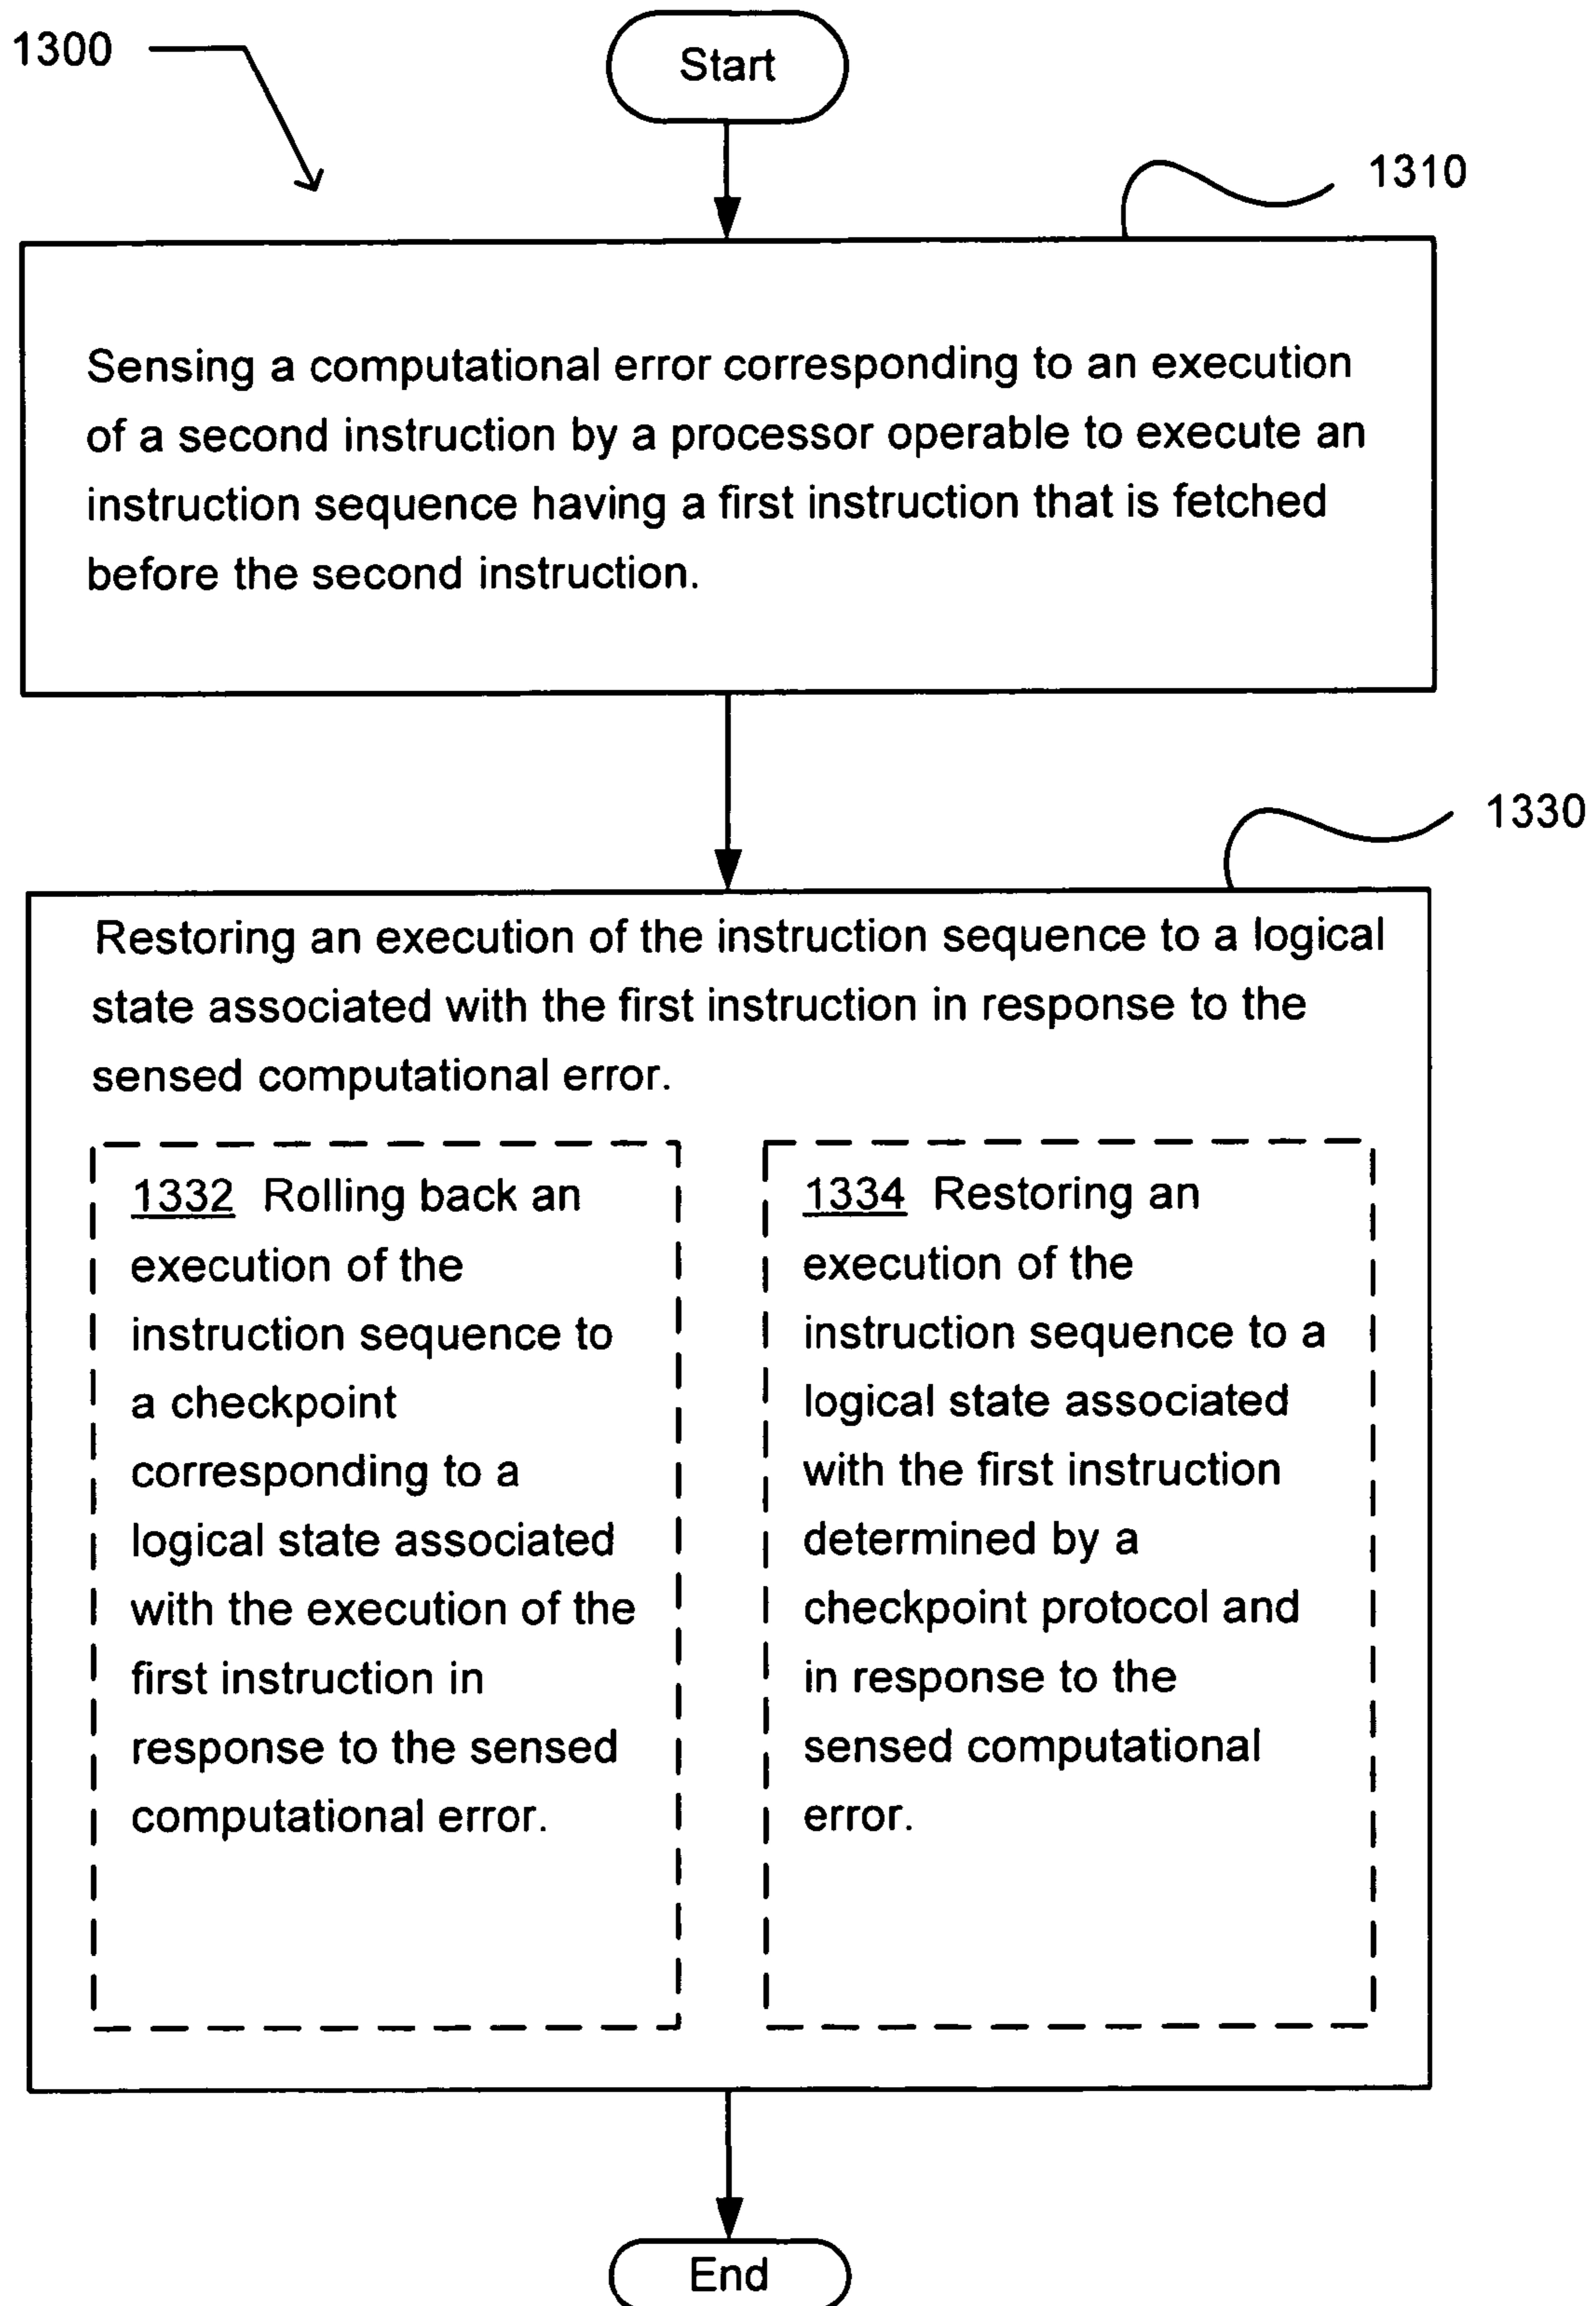 1300
Start
1310
Sensing a computational error corresponding to an execution
of a second instruction by a processor operable to execute an
instruction sequence having a first instruction that is fetched
before the second instruction.
1330
Restoring an execution of the instruction sequence to a logical
state associated with the first instruction in response to the
sensed computational error.
1332 Rolling back an
execution of the
instruction sequence to
a checkpoint
corresponding to a
logical state associated
with the execution of the
first instruction in
response to the sensed
computational error.
1334 Restoring an
execution of the
instruction sequence to a
logical state associated
with the first instruction
determined by a
checkpoint protocol and
in response to the
sensed computational
error.
End